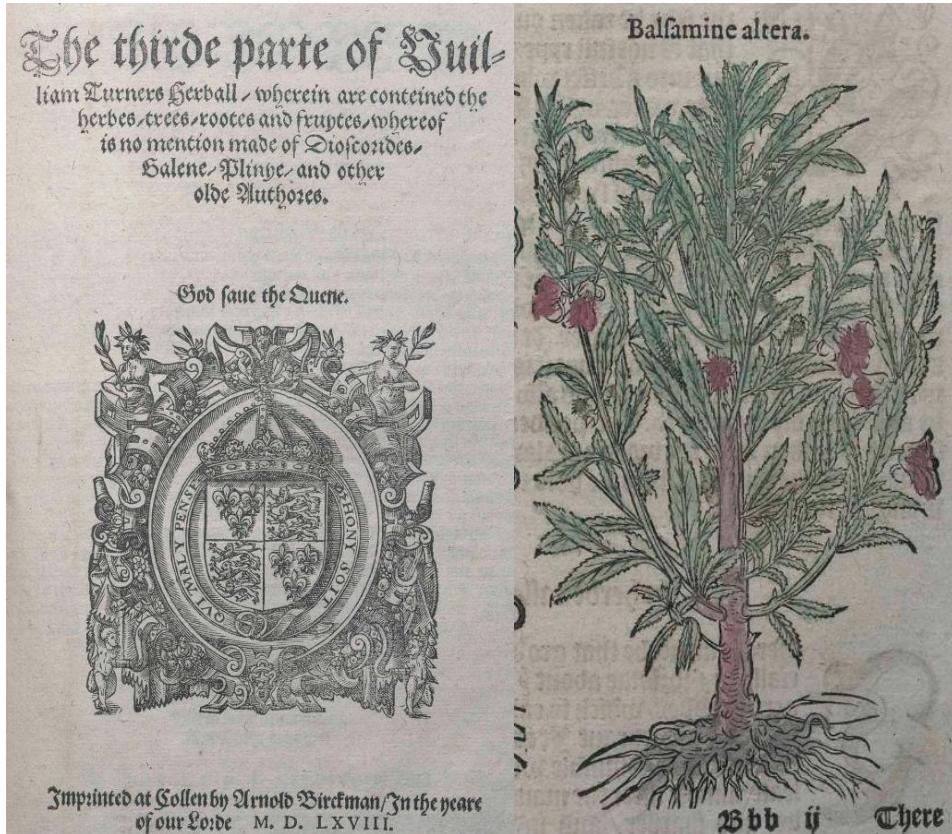 The thirde parte of Vuil-
liam Turners Herball / wherein are conteined the
herbes / trees / rootes and fruytes / whereof
is no mention made of Dioscorides /
Galene / Plinye / and other
olde Authores.
God saue the Quene.
HONY SOIT
QVI MALY PENSE
Imprinted at Collen by Arnold Birckman / In the yeare
of our Lorde M. D. LXVIII.
Balsamine altera.
Bbb ij There